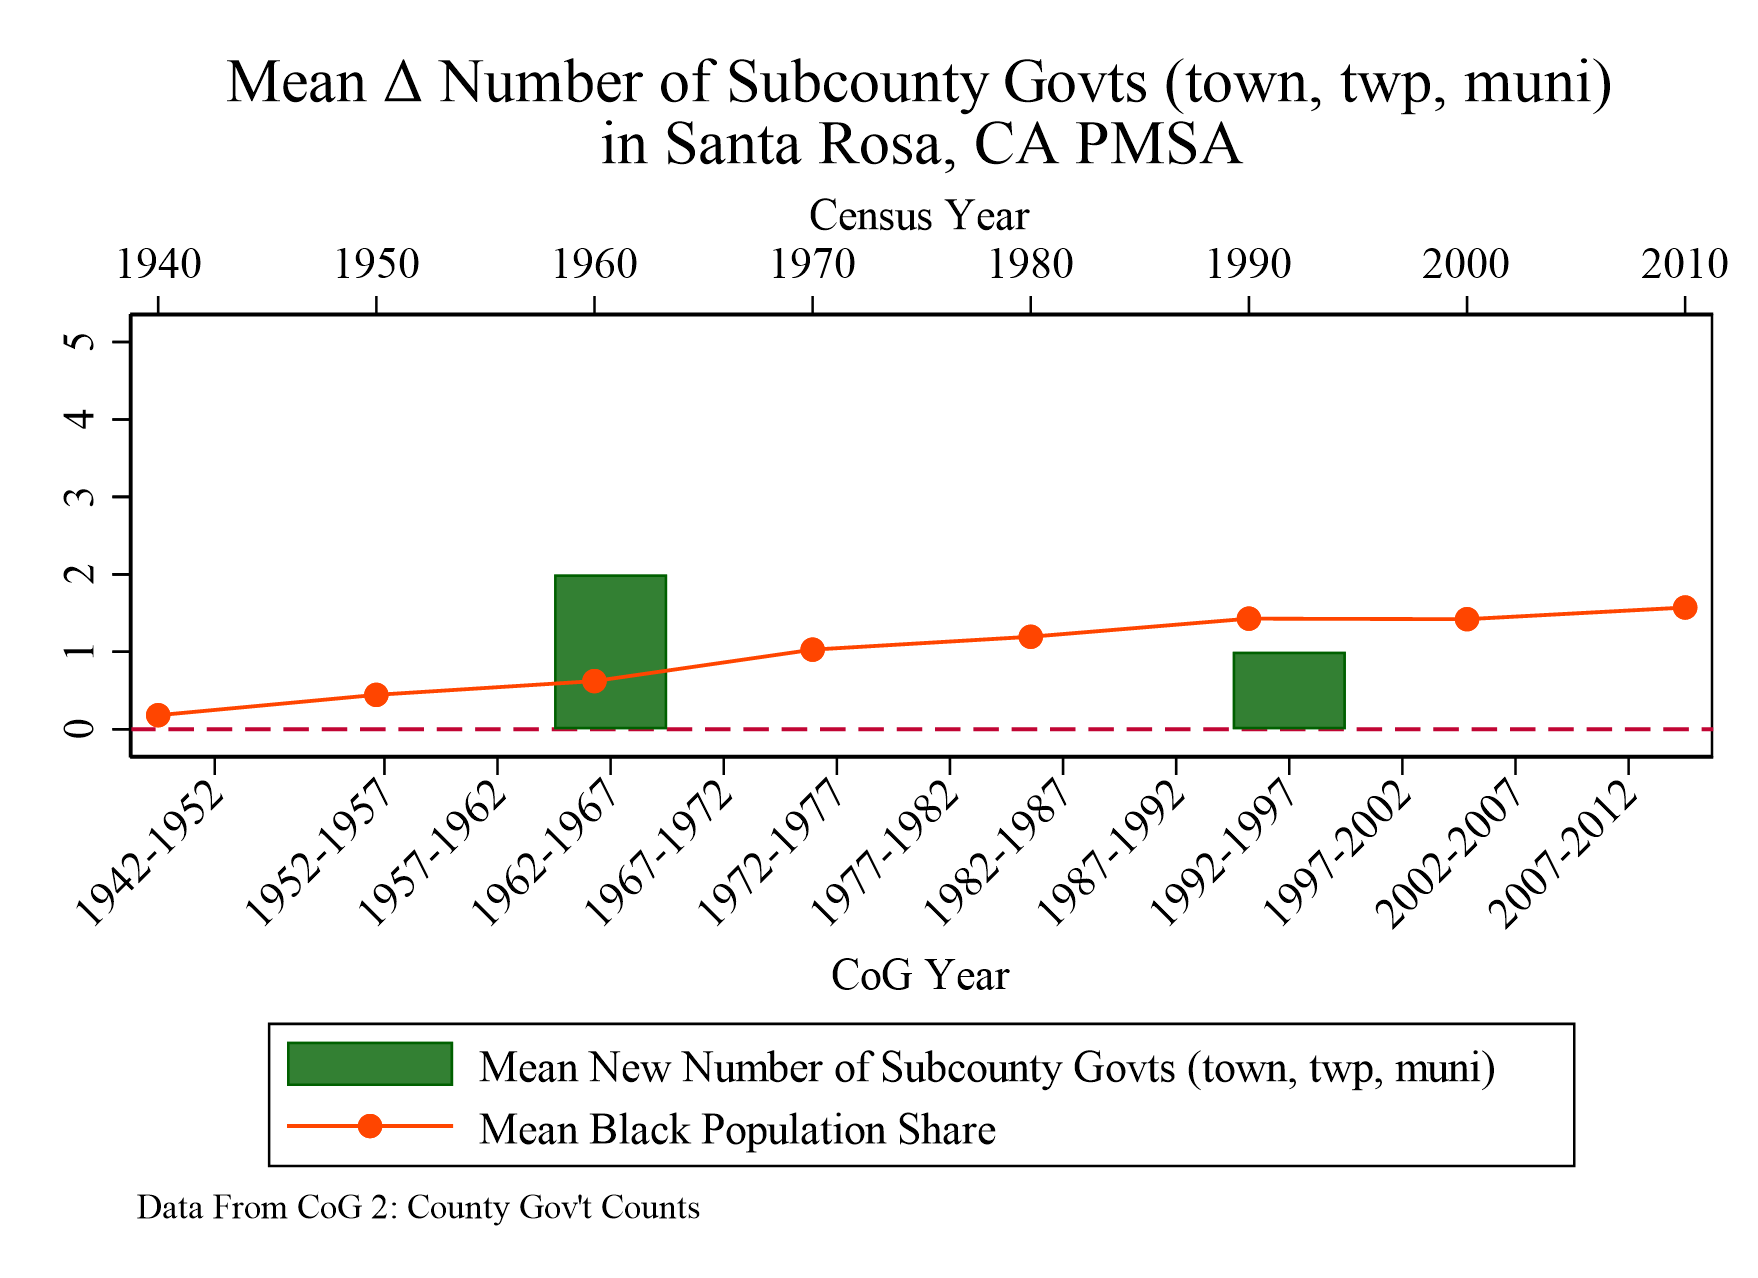 Mean Δ Number of Subcounty Govts (town, twp, muni)
in Santa Rosa, CA PMSA
Census Year
1940 1950 1960 1970 1980 1990 2000 2010
5
4
3
2
1
0
1942-1952 1952-1957 1957-1962 1962-1967 1967-1972 1972-1977 1977-1982 1982-1987 1987-1992 1992-1997 1997-2002 2002-2007 2007-2012
CoG Year
Mean New Number of Subcounty Govts (town, twp, muni)
Mean Black Population Share
Data From CoG 2: County Gov't Counts